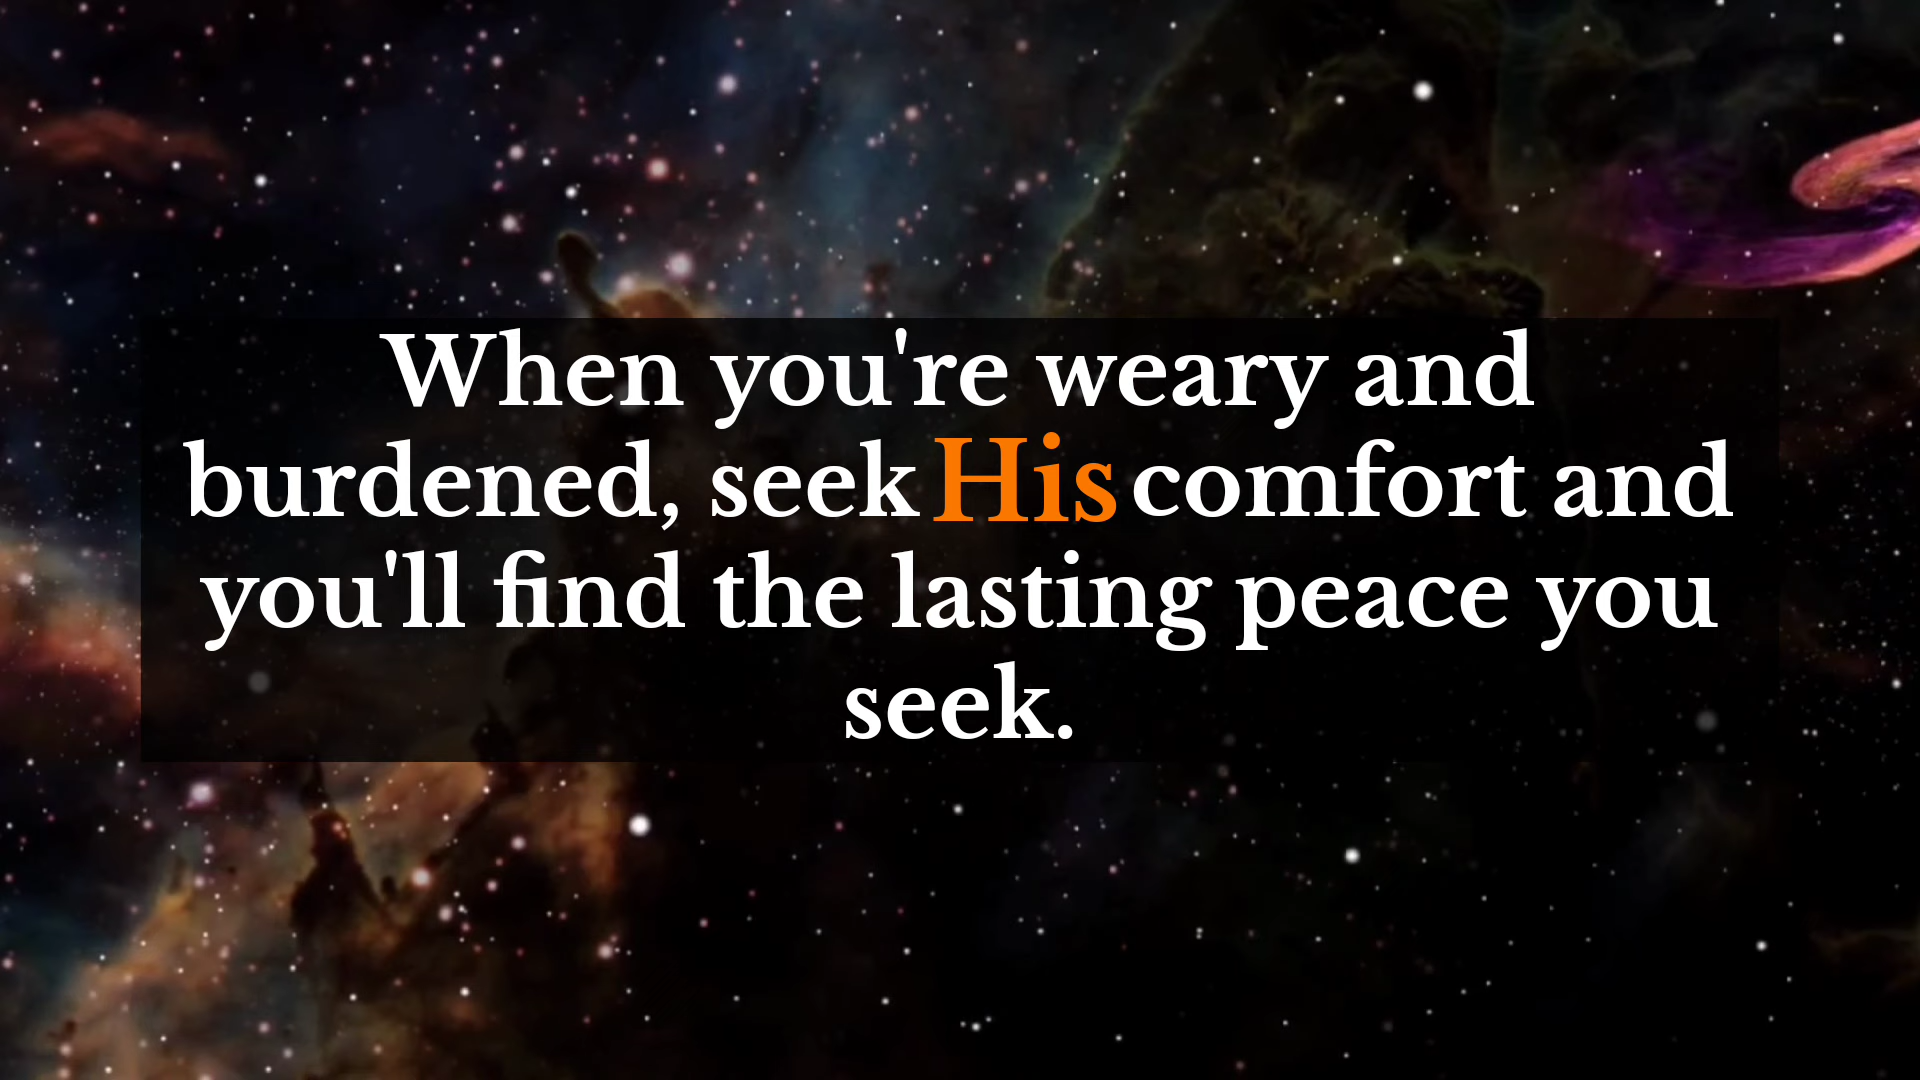 When you're weary and
burdened, seek His comfort and
you'll find the lasting peace you
seek.